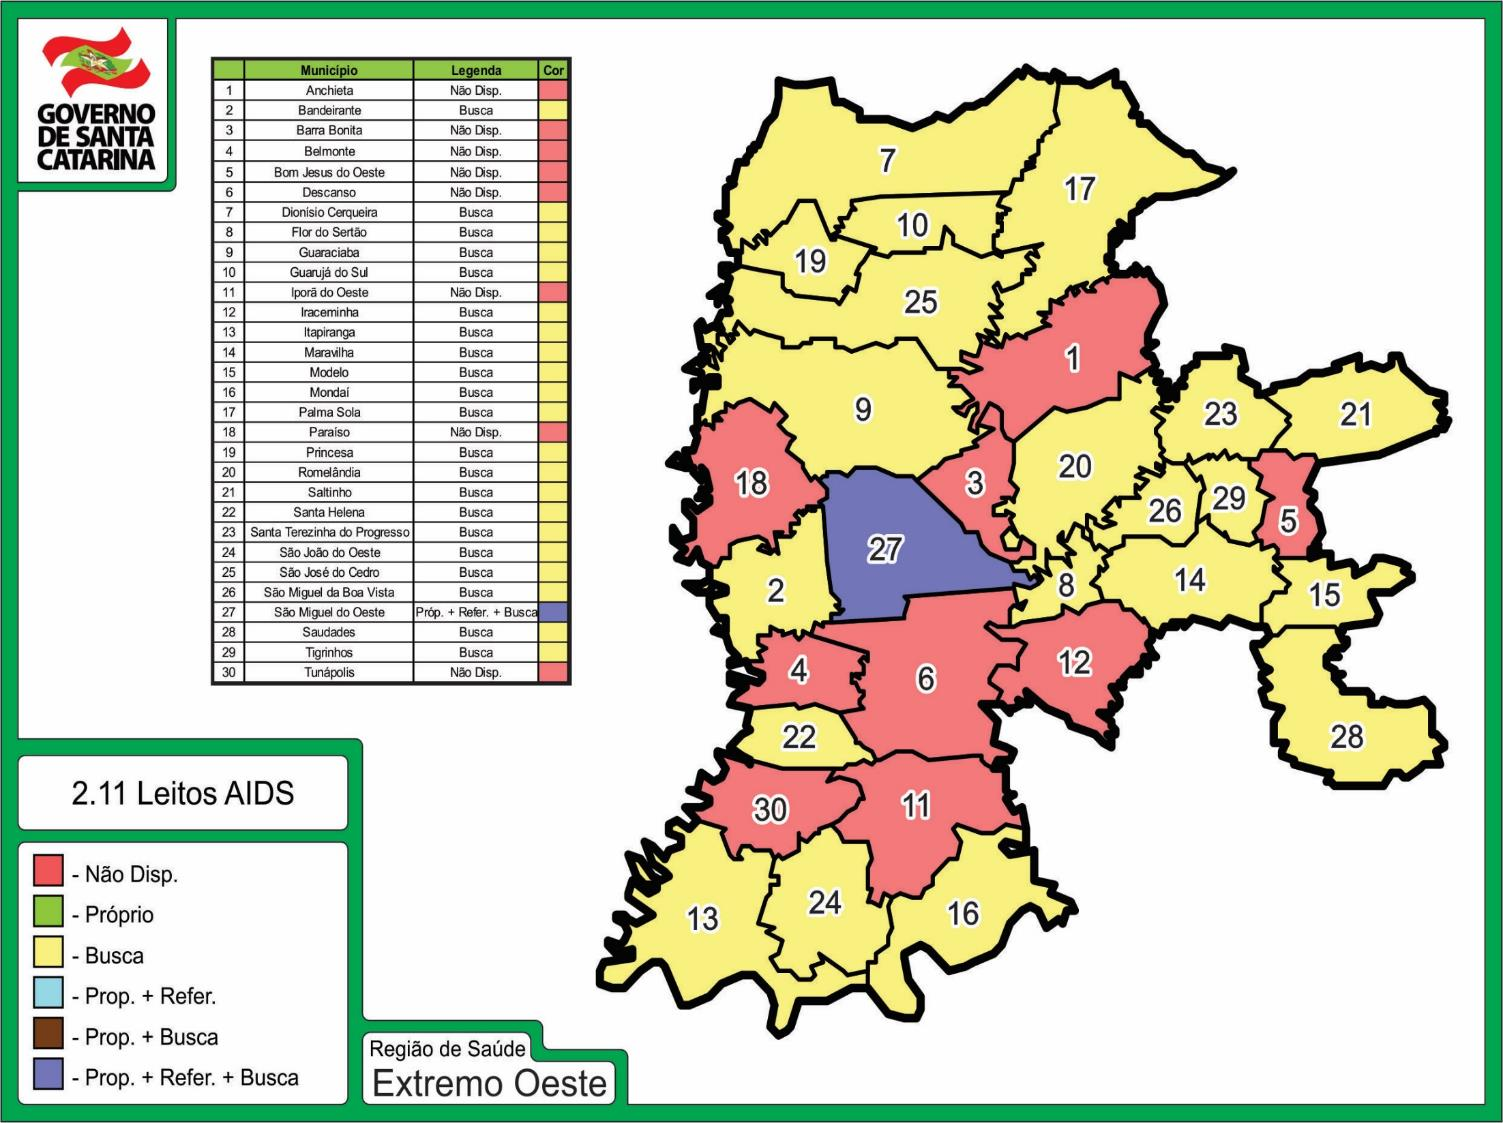 GOVERNO
DE SANTA
CATARINA
Município Legenda Cor
1 Anchieta Não Disp.
2 Bandeirante Busca
3 Barra Bonita Não Disp.
4 Belmonte Não Disp.
5 Bom Jesus do Oeste Não Disp.
6 Descanso Não Disp.
7 Dionísio Cerqueira Busca
8 Flor do Sertão Busca
9 Guaraciaba Busca
10 Guarujá do Sul Busca
11 Iporã do Oeste Não Disp.
12 Iraceminha Busca
13 Itapiranga Busca
14 Maravilha Busca
15 Modelo Busca
16 Mondaí Busca
17 Palma Sola Busca
18 Paraíso Não Disp.
19 Princesa Busca
20 Romelândia Busca
21 Saltinho Busca
22 Santa Helena Busca
23 Santa Terezinha do Progresso Busca
24 São João do Oeste Busca
25 São José do Cedro Busca
26 São Miguel da Boa Vista Busca
27 São Miguel do Oeste Próp. + Refer. + Busca
28 Saudades Busca
29 Tigrinhos Busca
30 Tunápolis Não Disp.
7
17
10
19
25
1
9
23
21
18
3
20
26
29
5
27
2
8
14
15
4
6
12
22
28
30
11
13
24
16
2.11 Leitos AIDS
- Não Disp.
- Próprio
- Busca
- Prop. + Refer.
- Prop. + Busca
- Prop. + Refer. + Busca
Região de Saúde
Extremo Oeste